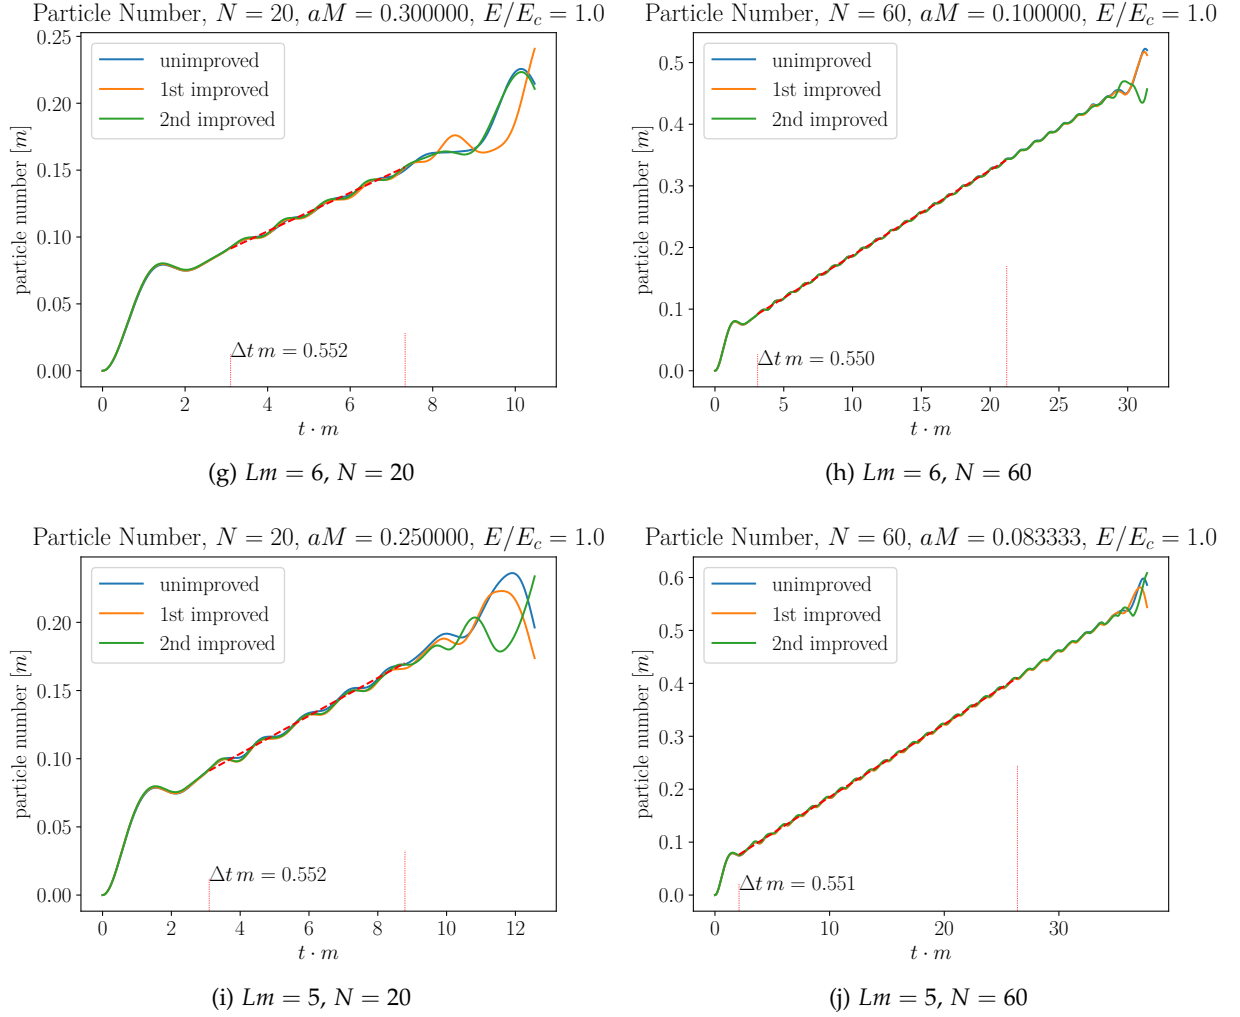 Particle Number, N = 20, aM = 0.300000, E/E_c = 1.0
0.25
0.20
0.15
0.10
0.05
0.00
particle number [m]
unimproved
1st improved
2nd improved
Δt m = 0.552
0 2 4 6 8 10
t · m
(g) Lm = 6, N = 20
Particle Number, N = 60, aM = 0.100000, E/E_c = 1.0
0.5
0.4
0.3
0.2
0.1
0.0
particle number [m]
unimproved
1st improved
2nd improved
Δt m = 0.550
0 5 10 15 20 25 30
t · m
(h) Lm = 6, N = 60
Particle Number, N = 20, aM = 0.250000, E/E_c = 1.0
0.20
0.15
0.10
0.05
0.00
particle number [m]
unimproved
1st improved
2nd improved
Δt m = 0.552
0 2 4 6 8 10 12
t · m
(i) Lm = 5, N = 20
Particle Number, N = 60, aM = 0.083333, E/E_c = 1.0
0.6
0.5
0.4
0.3
0.2
0.1
0.0
particle number [m]
unimproved
1st improved
2nd improved
Δt m = 0.551
0 10 20 30
t · m
(j) Lm = 5, N = 60